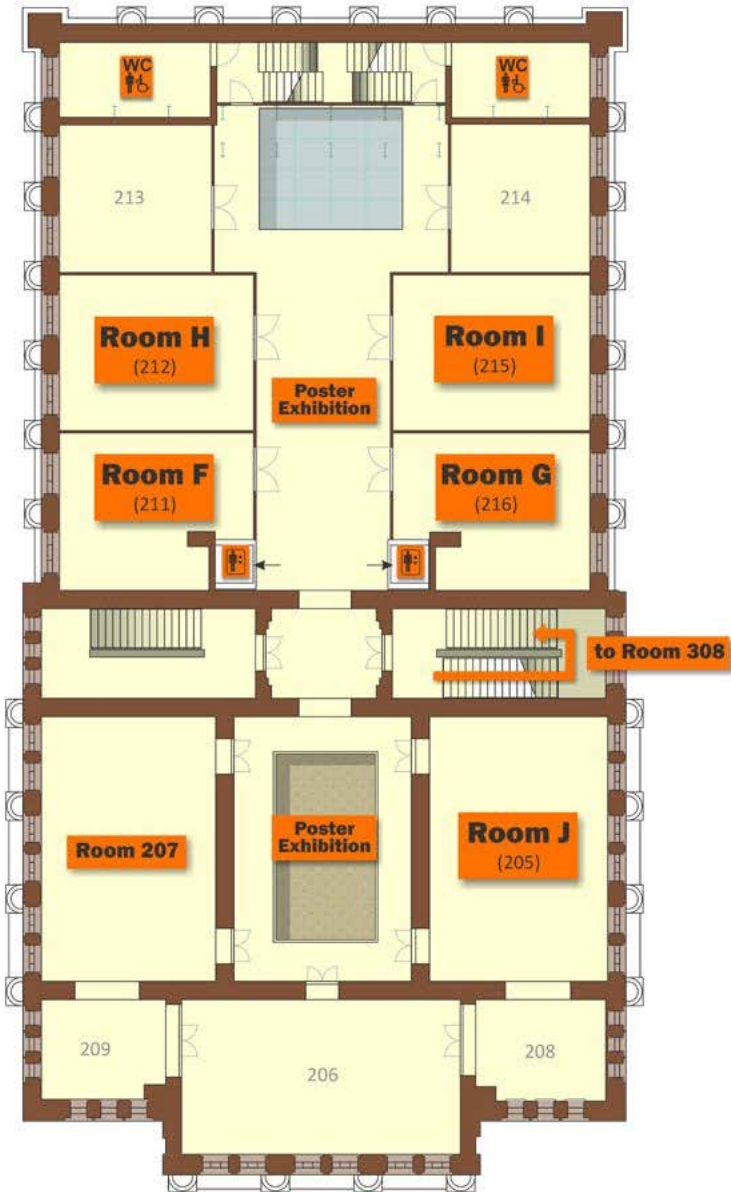 WC
WC
213
214
Room H
(212)
Room I
(215)
Poster
Exhibition
Room F
(211)
Room G
(216)
to Room 308
Room 207
Poster
Exhibition
Room J
(205)
209
206
208